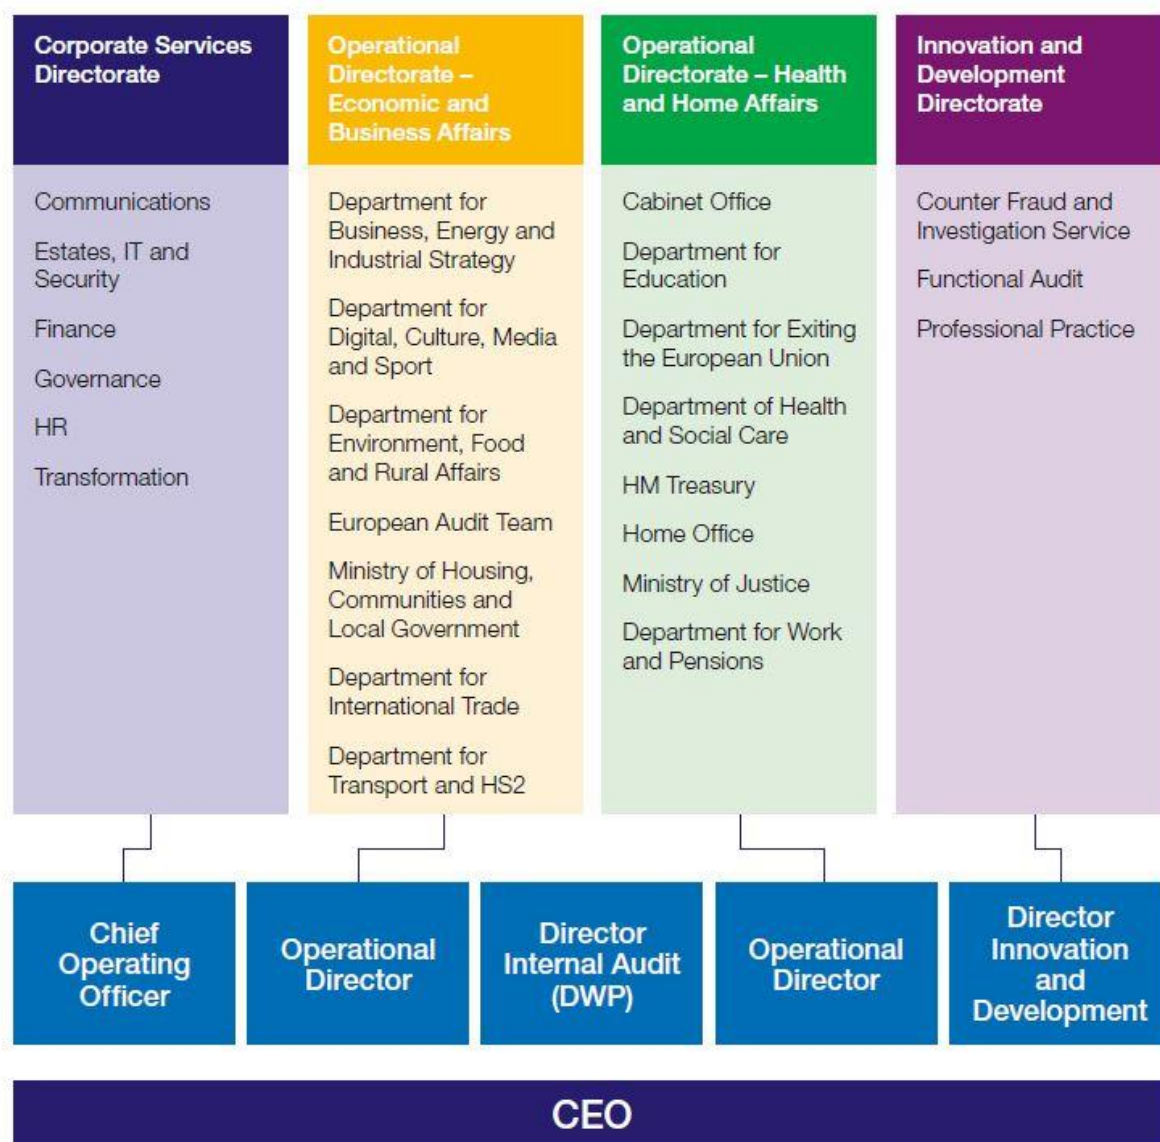 Corporate Services
Directorate
Communications
Estates, IT and
Security
Finance
Governance
HR
Transformation
Operational
Directorate –
Economic and
Business Affairs
Department for
Business, Energy and
Industrial Strategy
Department for
Digital, Culture, Media
and Sport
Department for
Environment, Food
and Rural Affairs
European Audit Team
Ministry of Housing,
Communities and
Local Government
Department for
International Trade
Department for
Transport and HS2
Operational
Directorate – Health
and Home Affairs
Cabinet Office
Department for
Education
Department for Exiting
the European Union
Department of Health
and Social Care
HM Treasury
Home Office
Ministry of Justice
Department for Work
and Pensions
Innovation and
Development
Directorate
Counter Fraud and
Investigation Service
Functional Audit
Professional Practice
Chief
Operating
Officer
Operational
Director
Director
Internal Audit
(DWP)
Operational
Director
Director
Innovation
and
Development
CEO